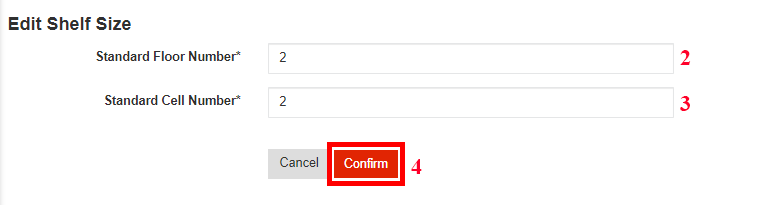 Edit Shelf Size
Standard Floor Number* 2 2
Standard Cell Number* 2 3
Cancel Confirm 4